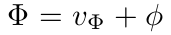 Φ = v_Φ + ϕ